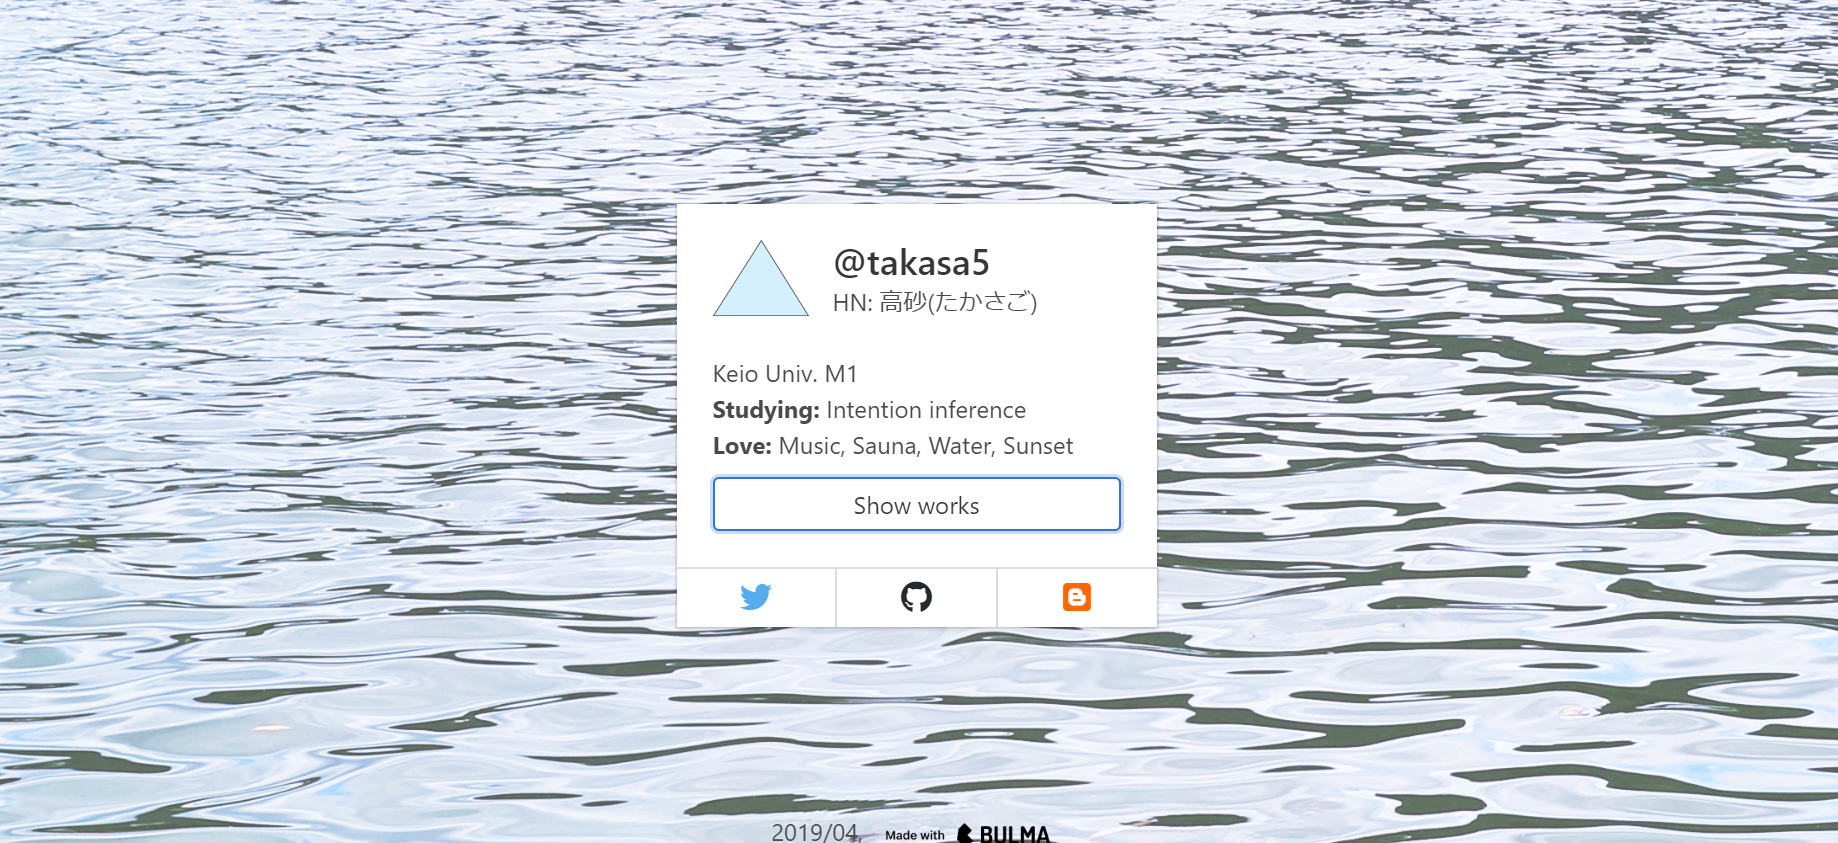 @takasa5
HN: 高砂(たかさご)
Keio Univ. M1
Studying: Intention inference
Love: Music, Sauna, Water, Sunset
Show works
2019/04, Made with BULMA